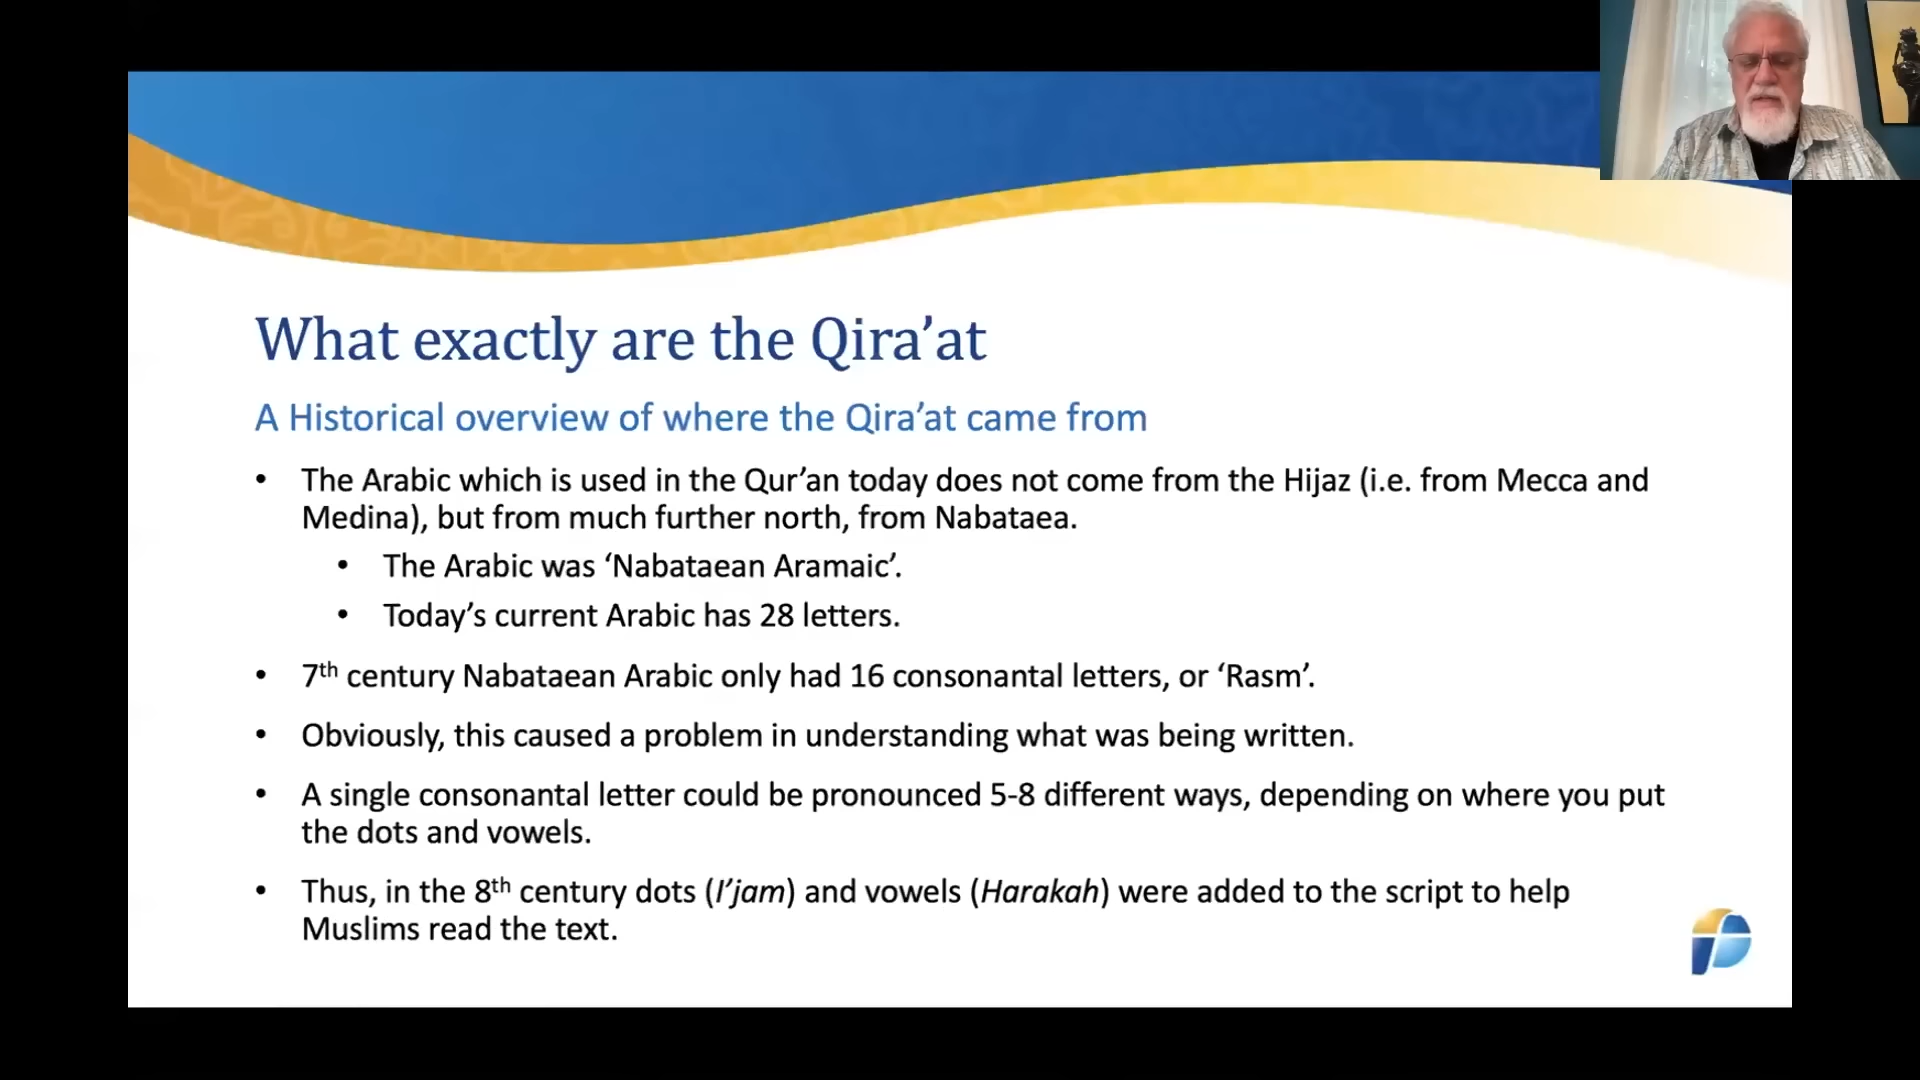 What exactly are the Qira’at
A Historical overview of where the Qira’at came from
• The Arabic which is used in the Qur’an today does not come from the Hijaz (i.e. from Mecca and
Medina), but from much further north, from Nabataea.
• The Arabic was ‘Nabataean Aramaic’.
• Today’s current Arabic has 28 letters.
• 7th century Nabataean Arabic only had 16 consonantal letters, or ‘Rasm’.
• Obviously, this caused a problem in understanding what was being written.
• A single consonantal letter could be pronounced 5-8 different ways, depending on where you put
the dots and vowels.
• Thus, in the 8th century dots (I’jam) and vowels (Harakah) were added to the script to help
Muslims read the text.